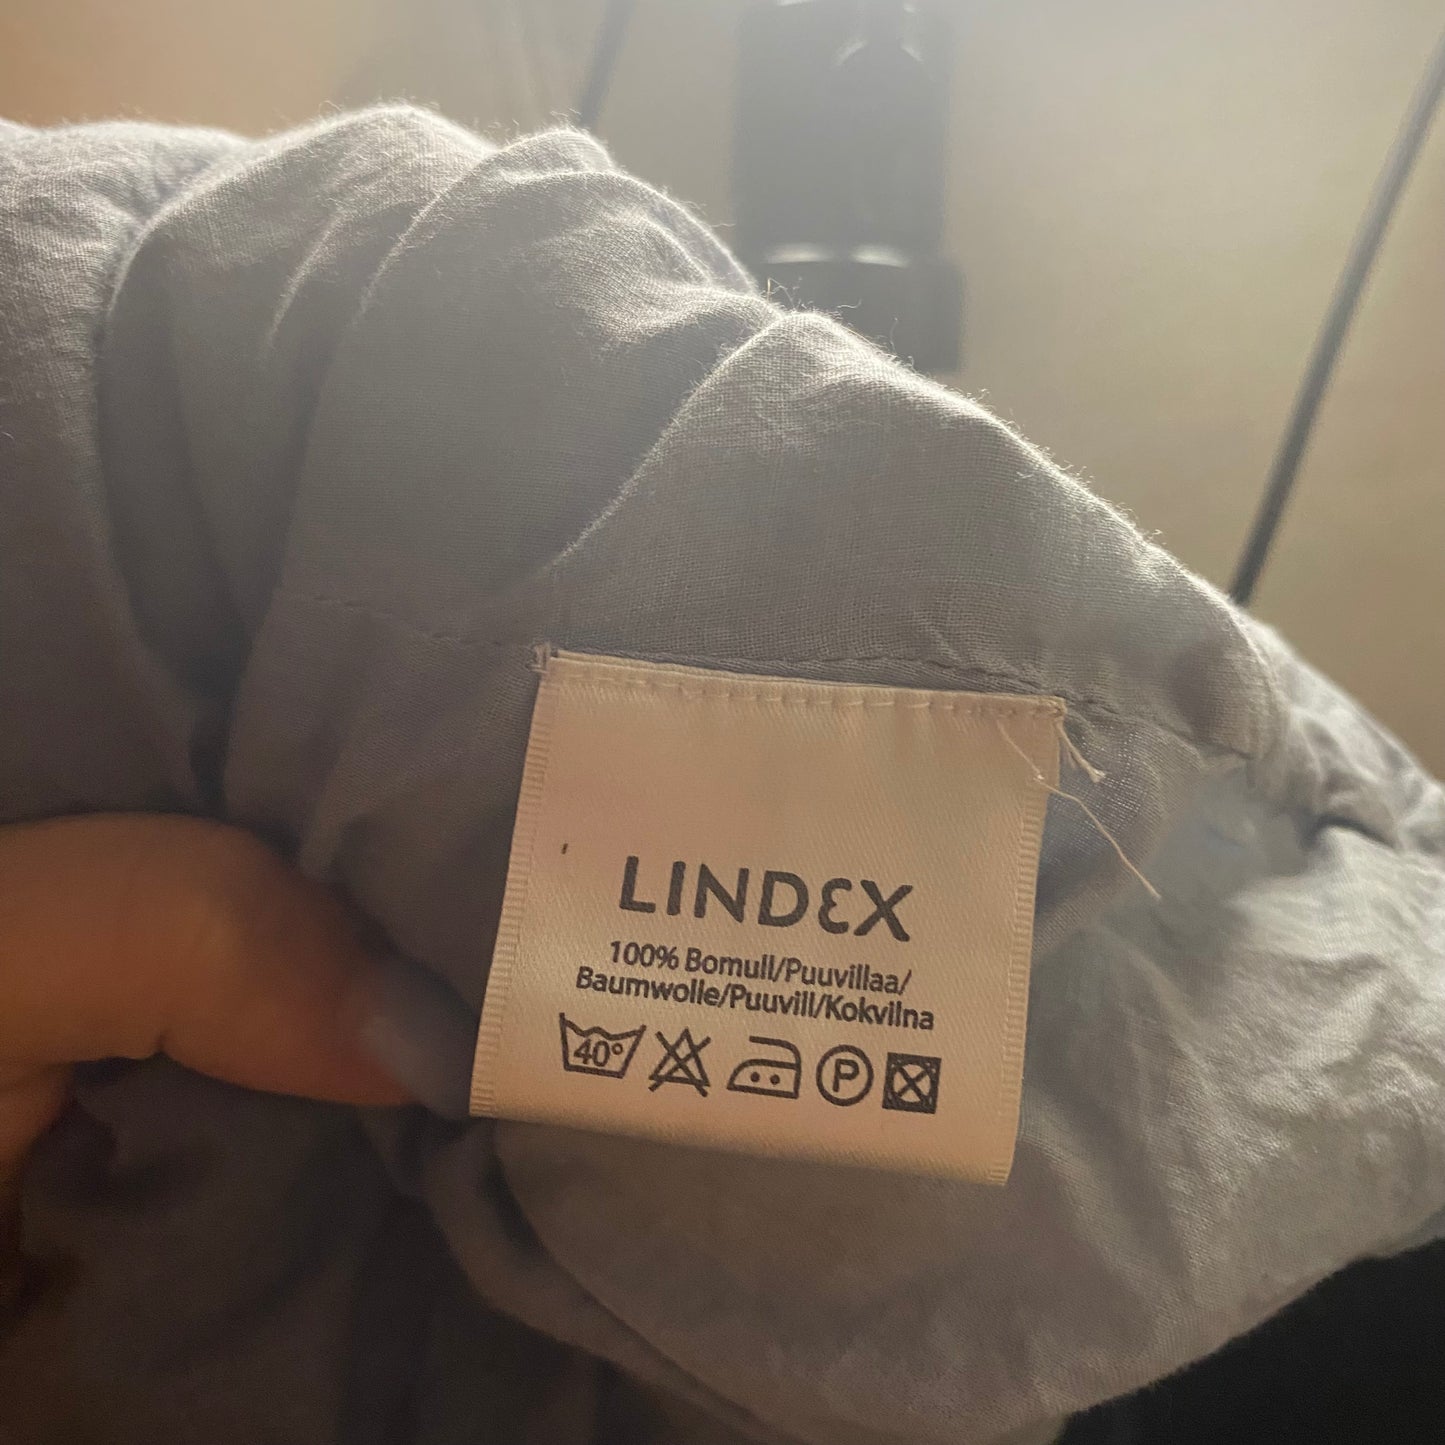 LINDEX
100% Bomull/Puuvillaa/
Baumwolle/Puuvill/Kokvilna
40° P